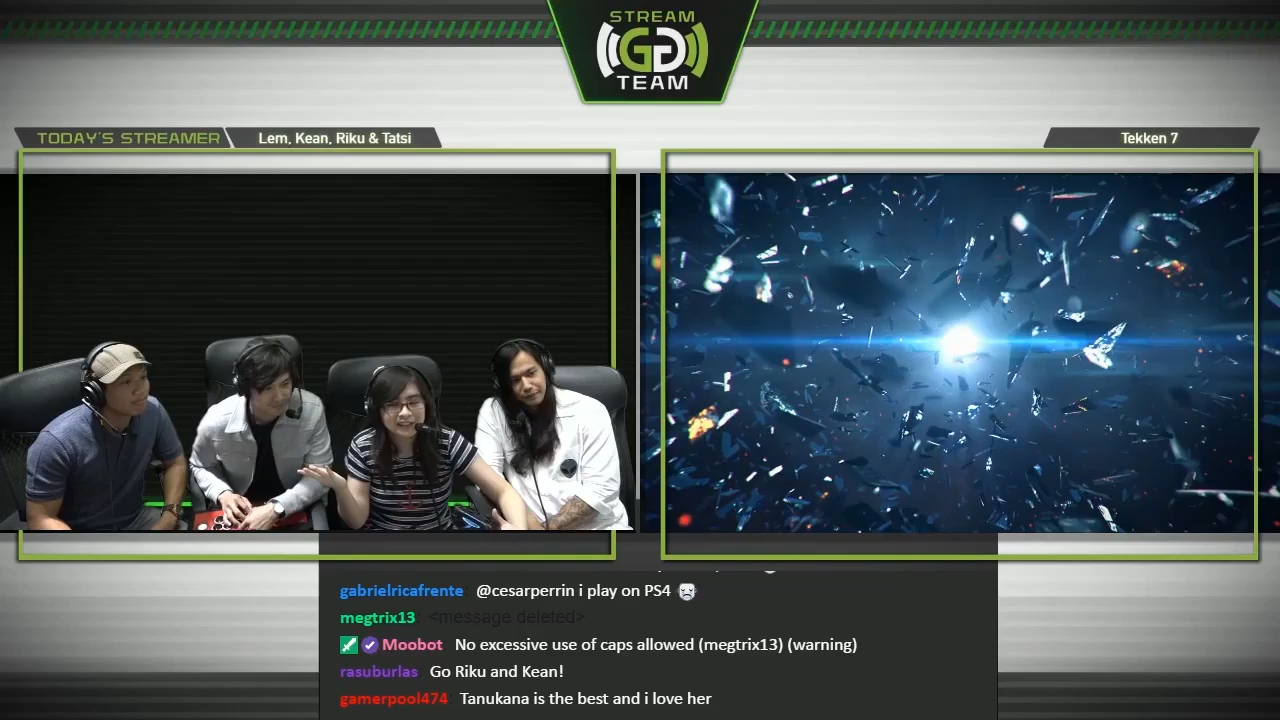 STREAM
GG
TEAM
TODAY'S STREAMER
Lem, Kean, Riku & Tatsi
Tekken 7
gabrielricafrente @cesarperrin i play on PS4
megtrix13 <message deleted>
Moobot No excessive use of caps allowed (megtrix13) (warning)
rasuburlas Go Riku and Kean!
gamerpool474 Tanukana is the best and i love her